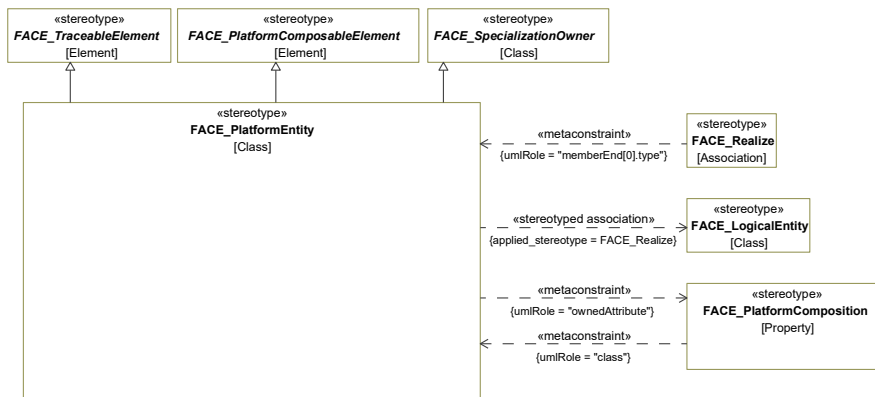 «stereotype»
FACE_TraceableElement
[Element]
«stereotype»
FACE_PlatformComposableElement
[Element]
«stereotype»
FACE_SpecializationOwner
[Class]
«stereotype»
FACE_PlatformEntity
[Class]
«metaconstraint»
{umlRole = "memberEnd[0].type"}
«stereotype»
FACE_Realize
[Association]
«stereotyped association»
{applied_stereotype = FACE_Realize}
«stereotype»
FACE_LogicalEntity
[Class]
«metaconstraint»
{umlRole = "ownedAttribute"}
«metaconstraint»
{umlRole = "class"}
«stereotype»
FACE_PlatformComposition
[Property]